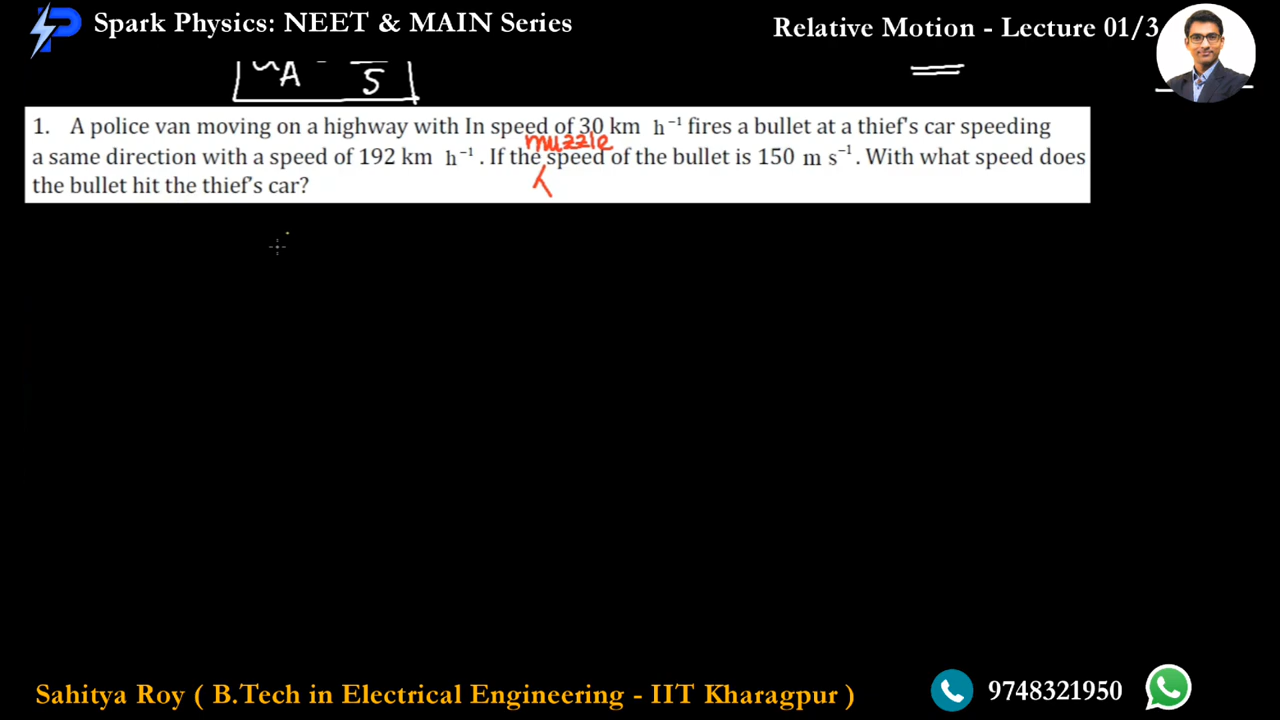 Spark Physics: NEET & MAIN Series
Relative Motion - Lecture 01/3
A
5
1. A police van moving on a highway with In speed of 30 km h⁻¹ fires a bullet at a thief's car speeding
muzzle
a same direction with a speed of 192 km h⁻¹. If the speed of the bullet is 150 m s⁻¹. With what speed does
the bullet hit the thief's car?
Sahitya Roy ( B.Tech in Electrical Engineering - IIT Kharagpur )
9748321950